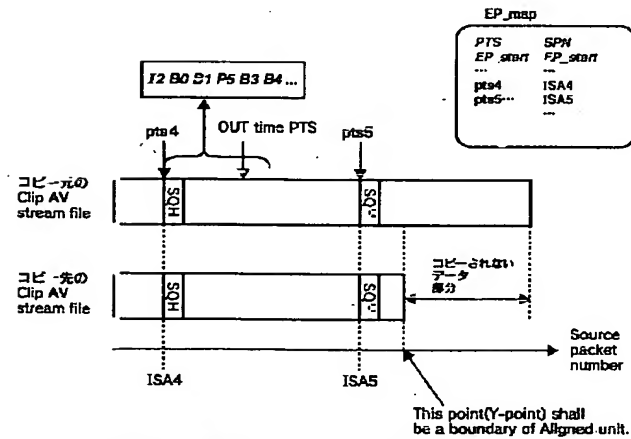 EP_map
PTS SPN
EP_start EP_start
... ...
pts4 ISA4
pts5... ISA5
...
I2 B0 B1 P5 B3 B4 ...
pts4 OUT time PTS pts5
コピー元の
Clip AV
stream file
SQH
コピー先の
Clip AV
stream file
SQH
コピーされない
データ
部分
Source
packet
number
ISA4 ISA5
This point(Y-point) shall
be a boundary of Aligned unit.